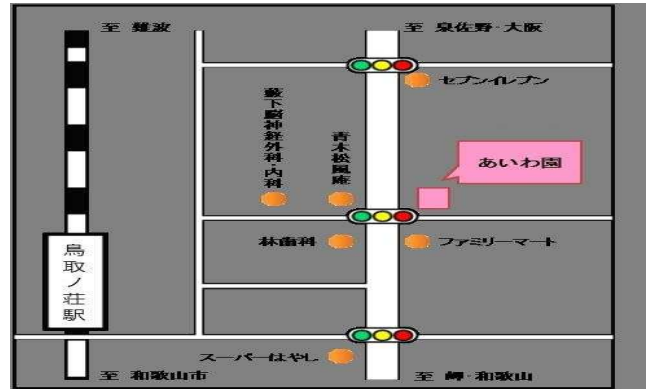 至 難波
至 泉佐野・大阪
セブンイレブン
藪下脳神経外科・内科
青木松風庵
あいわ園
林歯科
ファミリーマート
鳥取ノ荘駅
スーパーはやし
至 和歌山市
至 岬・和歌山